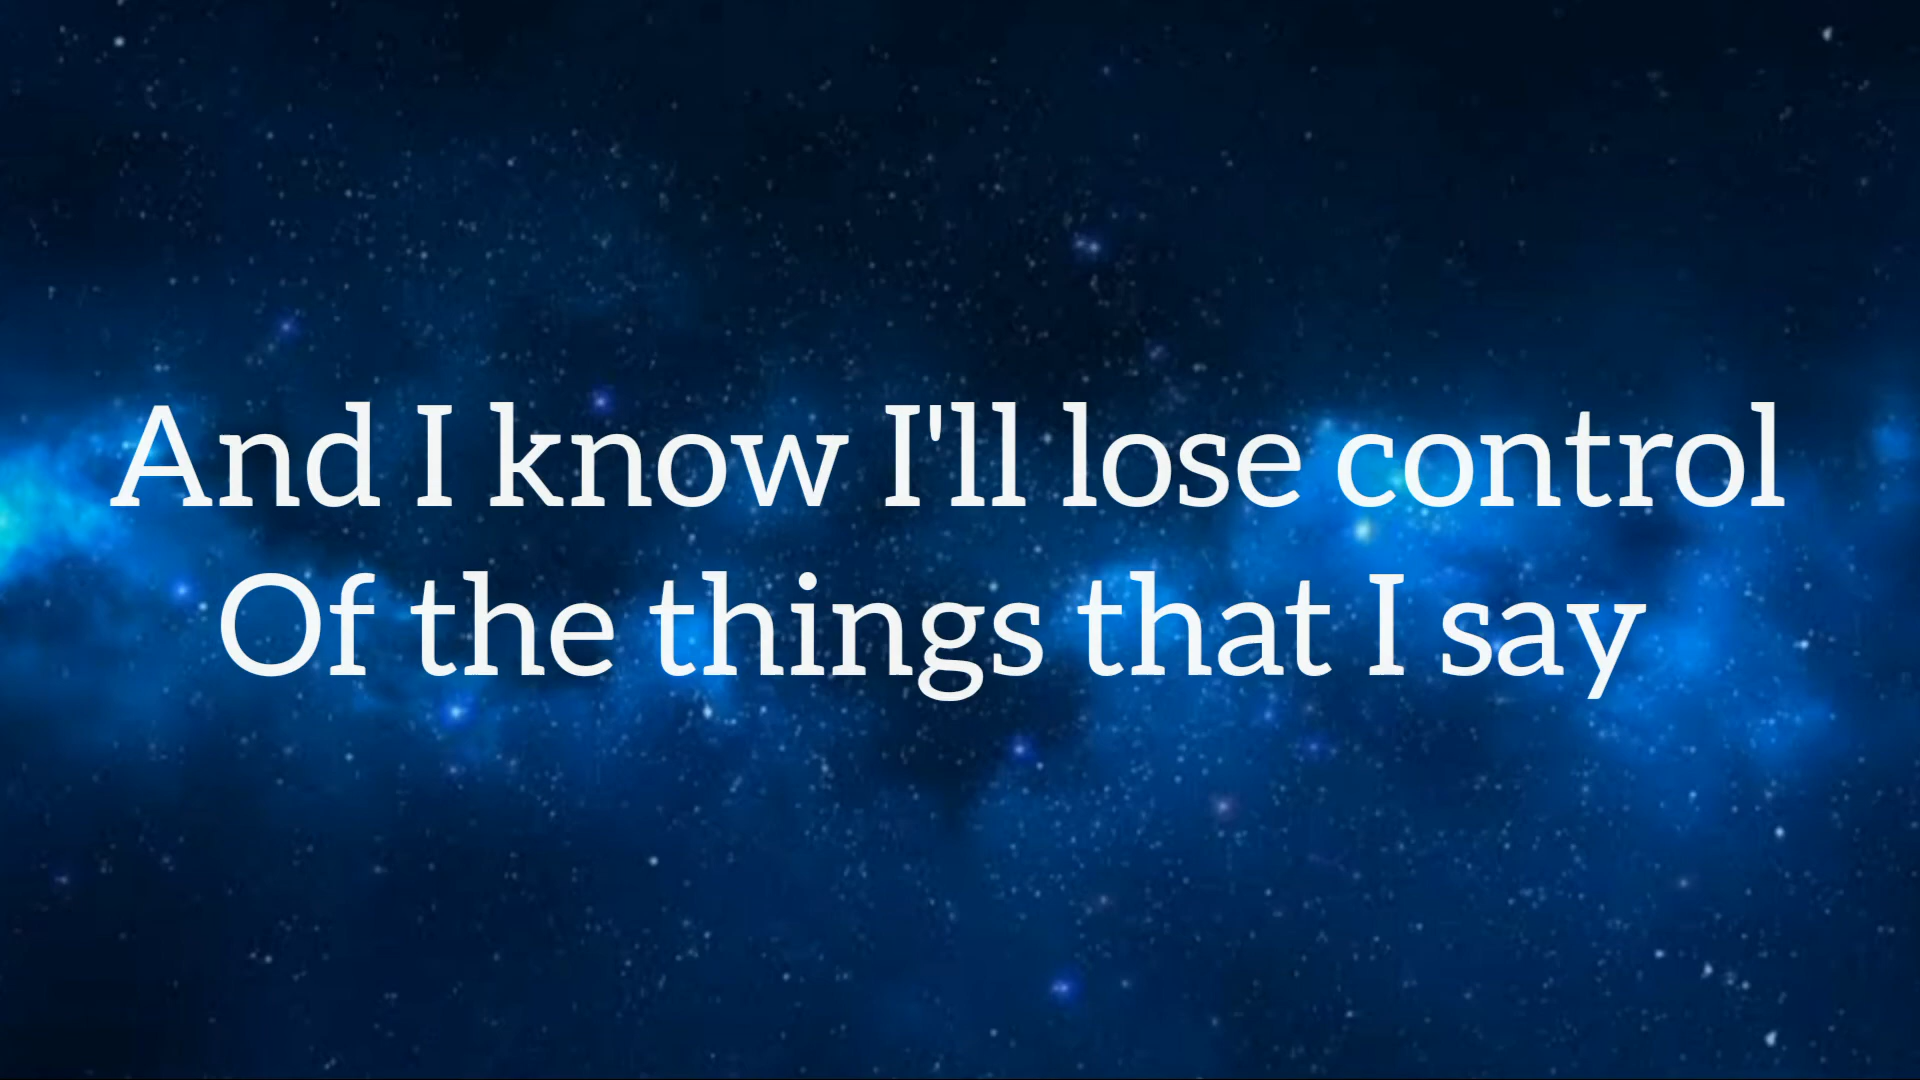 And I know I'll lose control
Of the things that I say